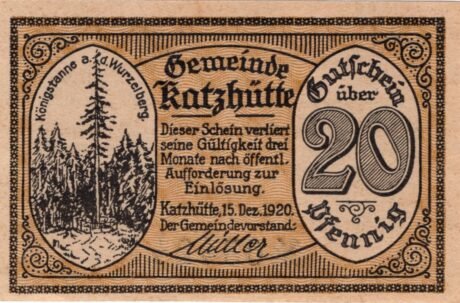 Königstanne a. d. Wurzelberg.
Gemeinde
Katzhütte
Dieser Schein verliert
seine Gültigkeit drei
Monate nach öffentl.
Aufforderung zur
Einlösung.
Katzhütte, 15. Dez. 1920.
Der Gemeindevorstand:
Müller
Gutschein
über
20
Pfennig